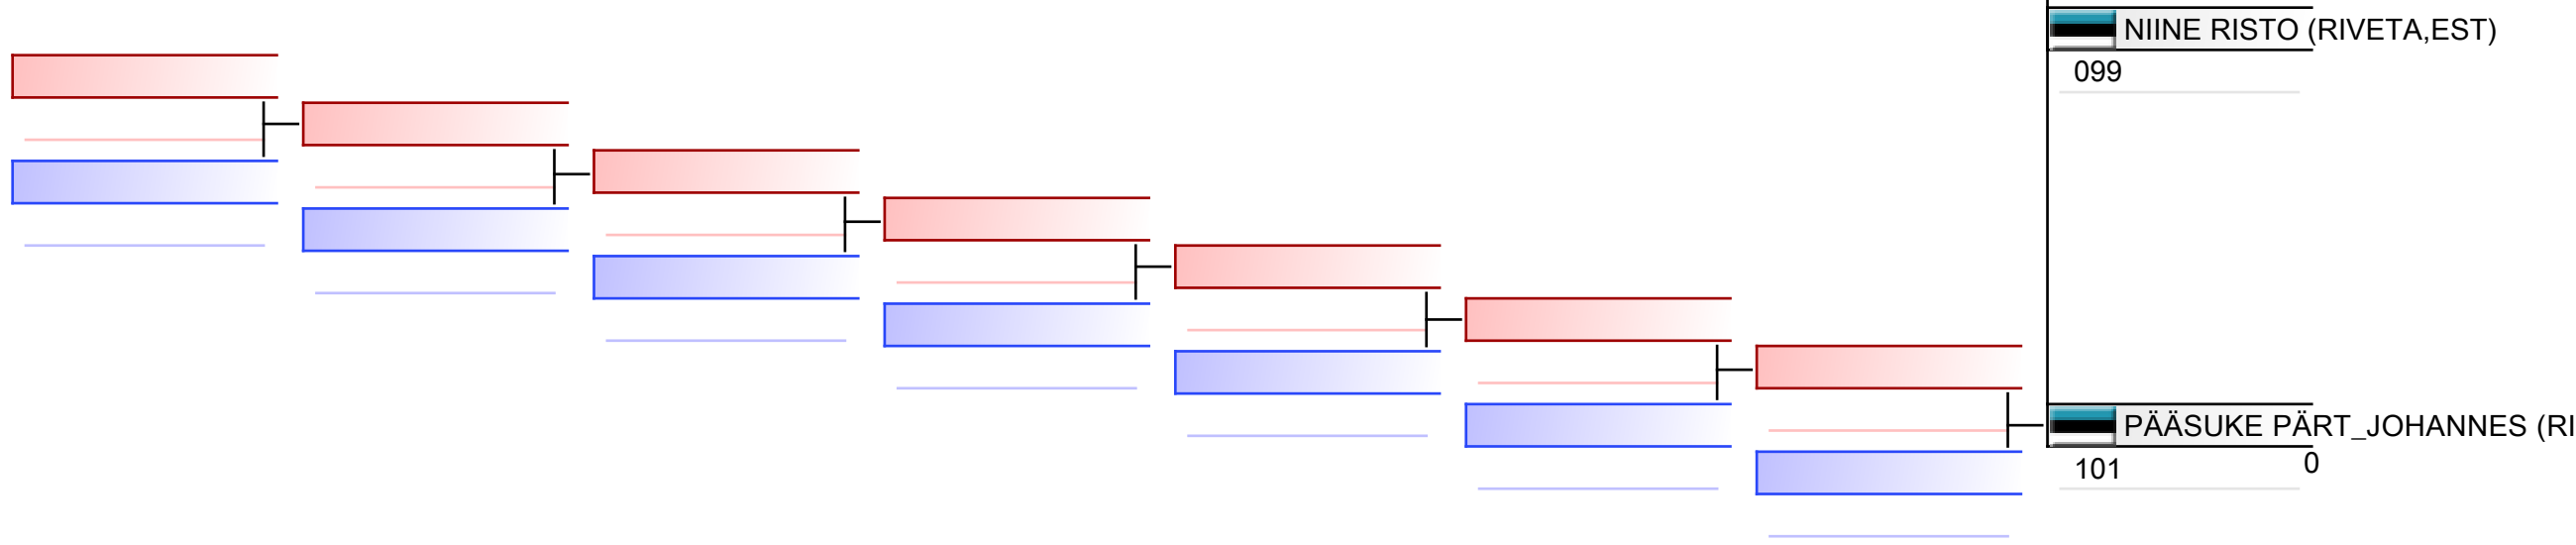 NIINE RISTO (RIVETA,EST)
099
PÄÄSUKE PÄRT_JOHANNES (RI
101 0